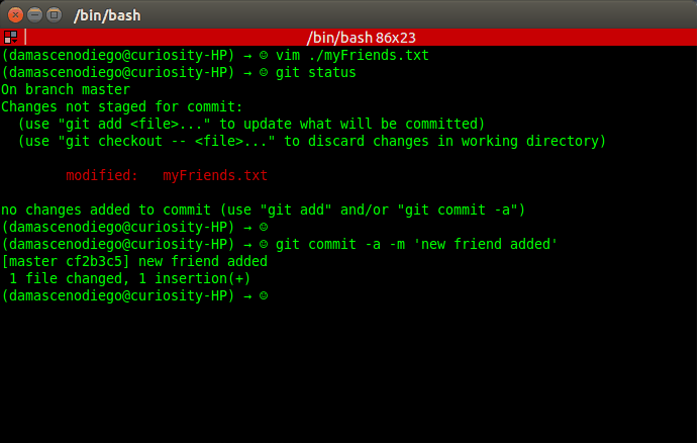 /bin/bash
/bin/bash 86x23
(damascenodiego@curiosity-HP) → ☺ vim ./myFriends.txt
(damascenodiego@curiosity-HP) → ☺ git status
On branch master
Changes not staged for commit:
  (use "git add <file>..." to update what will be committed)
  (use "git checkout -- <file>..." to discard changes in working directory)
        modified:   myFriends.txt
no changes added to commit (use "git add" and/or "git commit -a")
(damascenodiego@curiosity-HP) → ☺
(damascenodiego@curiosity-HP) → ☺ git commit -a -m 'new friend added'
[master cf2b3c5] new friend added
 1 file changed, 1 insertion(+)
(damascenodiego@curiosity-HP) → ☺